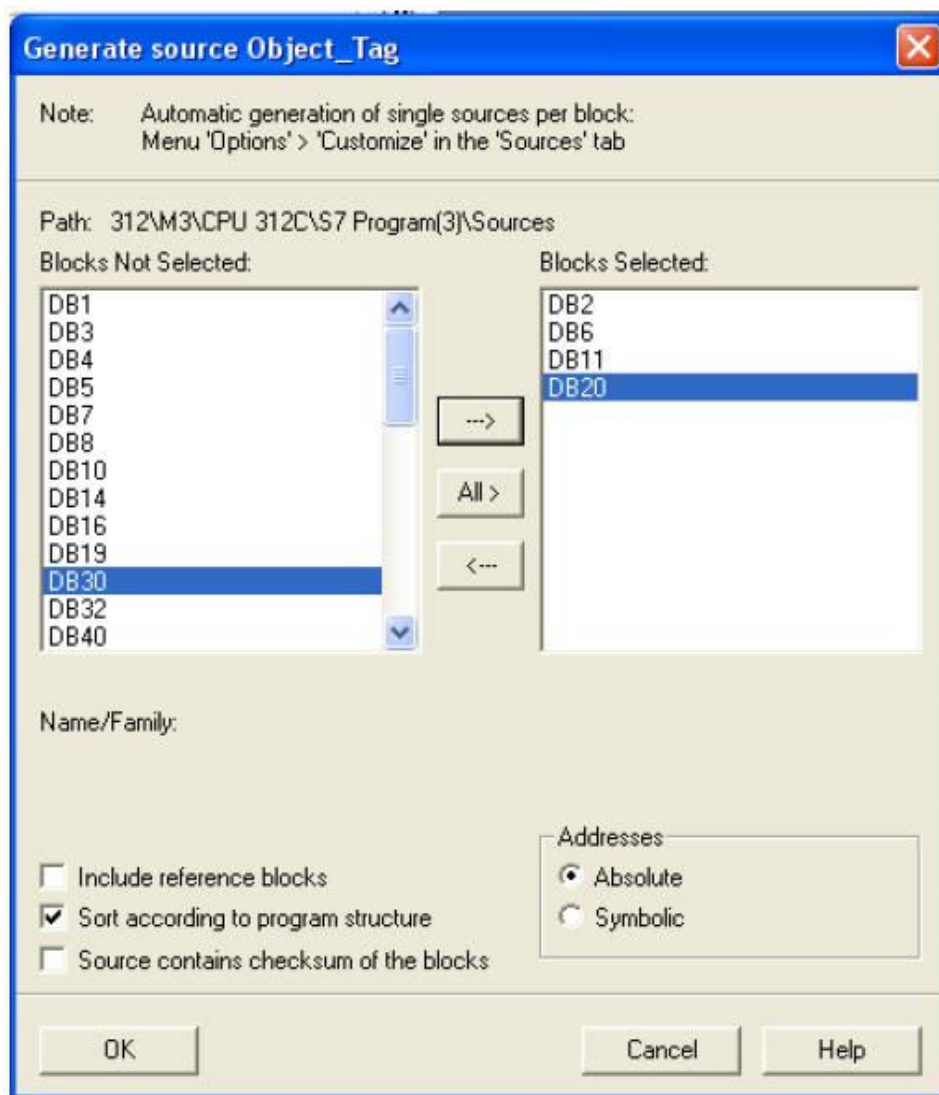 Generate source Object_Tag
Note: Automatic generation of single sources per block:
Menu 'Options' > 'Customize' in the 'Sources' tab
Path: 312\M3\CPU 312C\S7 Program(3)\Sources
Blocks Not Selected:
DB1
DB3
DB4
DB5
DB7
DB8
DB10
DB14
DB16
DB19
DB30
DB32
DB40
--->
All >
<---
Blocks Selected:
DB2
DB6
DB11
DB20
Name/Family:
Include reference blocks
Sort according to program structure
Source contains checksum of the blocks
Addresses
Absolute
Symbolic
OK
Cancel
Help